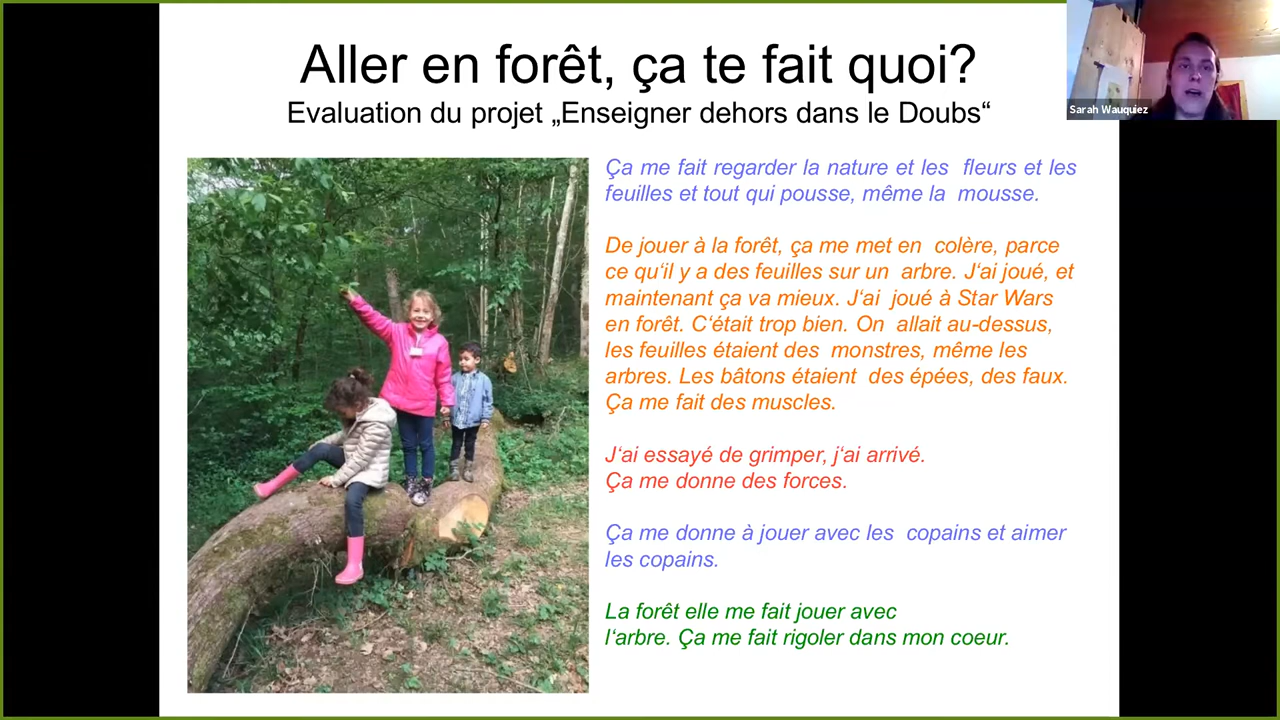 Aller en forêt, ça te fait quoi?
Evaluation du projet „Enseigner dehors dans le Doubs“
Sarah Wauquiez
Ça me fait regarder la nature et les fleurs et les
feuilles et tout qui pousse, même la mousse.
De jouer à la forêt, ça me met en colère, parce
ce qu‘il y a des feuilles sur un arbre. J‘ai joué, et
maintenant ça va mieux. J‘ai joué à Star Wars
en forêt. C‘était trop bien. On allait au-dessus,
les feuilles étaient des monstres, même les
arbres. Les bâtons étaient des épées, des faux.
Ça me fait des muscles.
J‘ai essayé de grimper, j‘ai arrivé.
Ça me donne des forces.
Ça me donne à jouer avec les copains et aimer
les copains.
La forêt elle me fait jouer avec
l‘arbre. Ça me fait rigoler dans mon coeur.